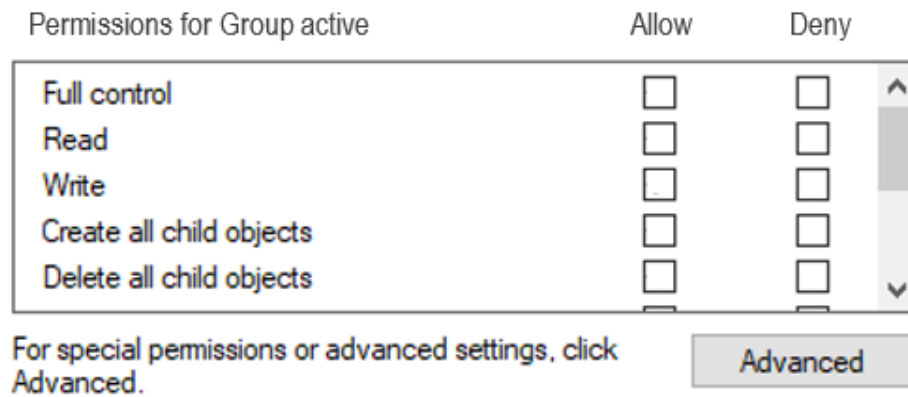 Permissions for Group active Allow Deny
Full control
Read
Write
Create all child objects
Delete all child objects
For special permissions or advanced settings, click
Advanced.
Advanced